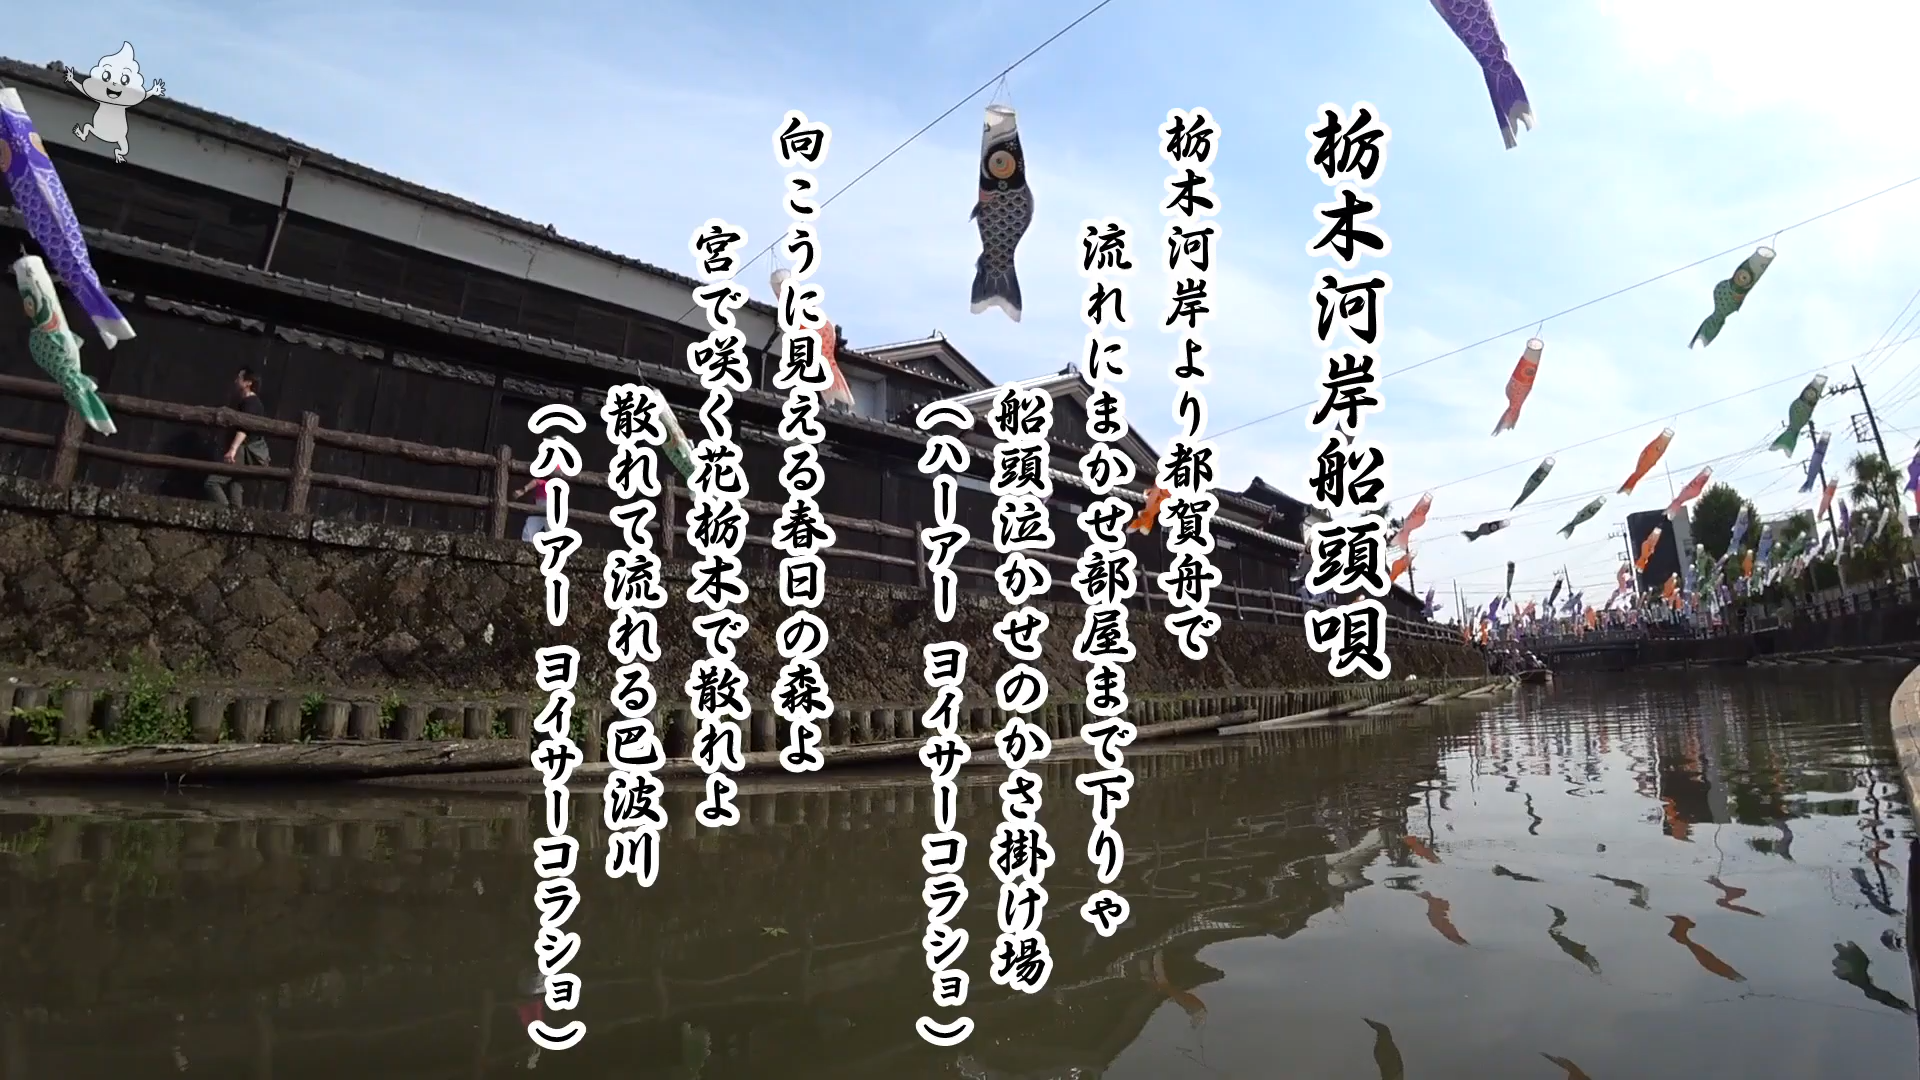 栃木河岸船頭唄
栃木河岸より都賀舟で
流れにまかせ部屋まで下りゃ
船頭泣かせのかさ掛け場
（ハーアー ヨイサーコラショ）
向こうに見える春日の森よ
宮で咲く花栃木で散れよ
散れて流れる巴波川
（ハーアー ヨイサーコラショ）